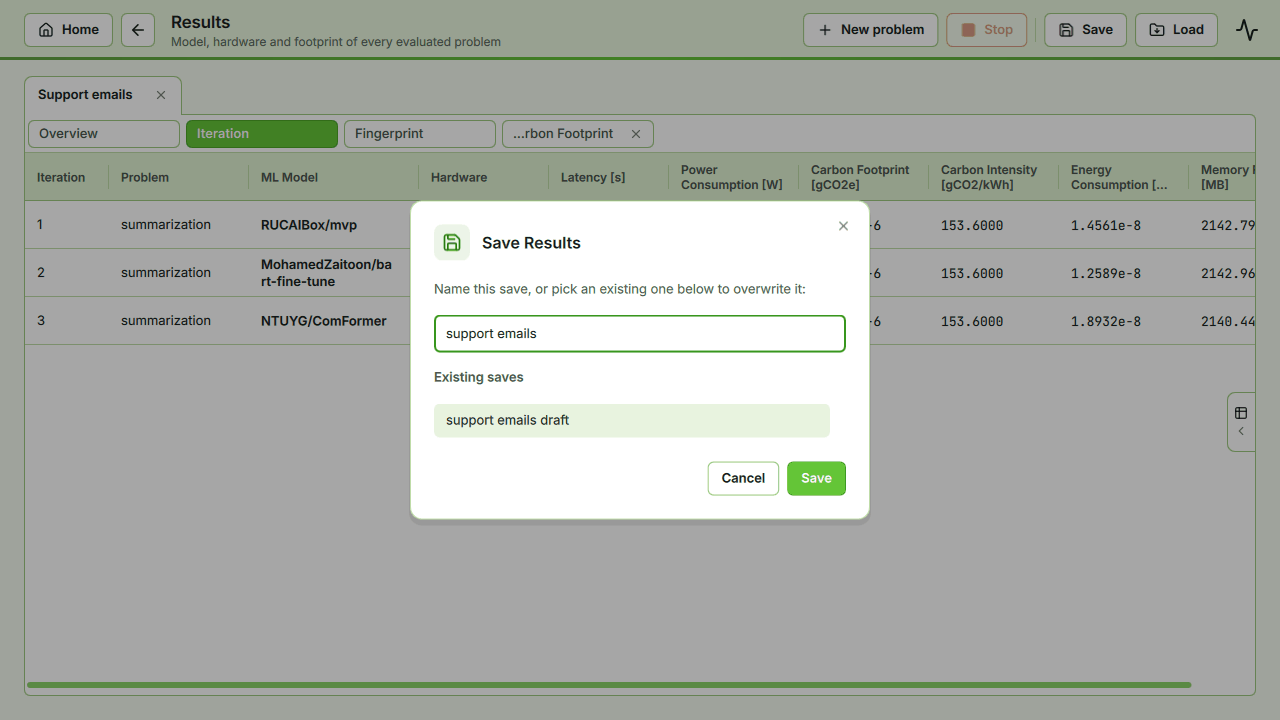 Home
Results
Model, hardware and footprint of every evaluated problem
New problem
Stop
Save
Load
Support emails
Overview
Iteration
Fingerprint
...rbon Footprint
Iteration
Problem
ML Model
Hardware
Latency [s]
Power
Consumption [W]
Carbon Footprint
[gCO2e]
Carbon Intensity
[gCO2/kWh]
Energy
Consumption [...
Memory
[MB]
1
summarization
RUCAIBox/mvp
-6
153.6000
1.4561e-8
2142.79
2
summarization
MohamedZaitoon/ba
rt-fine-tune
-6
153.6000
1.2589e-8
2142.96
3
summarization
NTUYG/ComFormer
-6
153.6000
1.8932e-8
2140.44
Save Results
Name this save, or pick an existing one below to overwrite it:
support emails
Existing saves
support emails draft
Cancel
Save